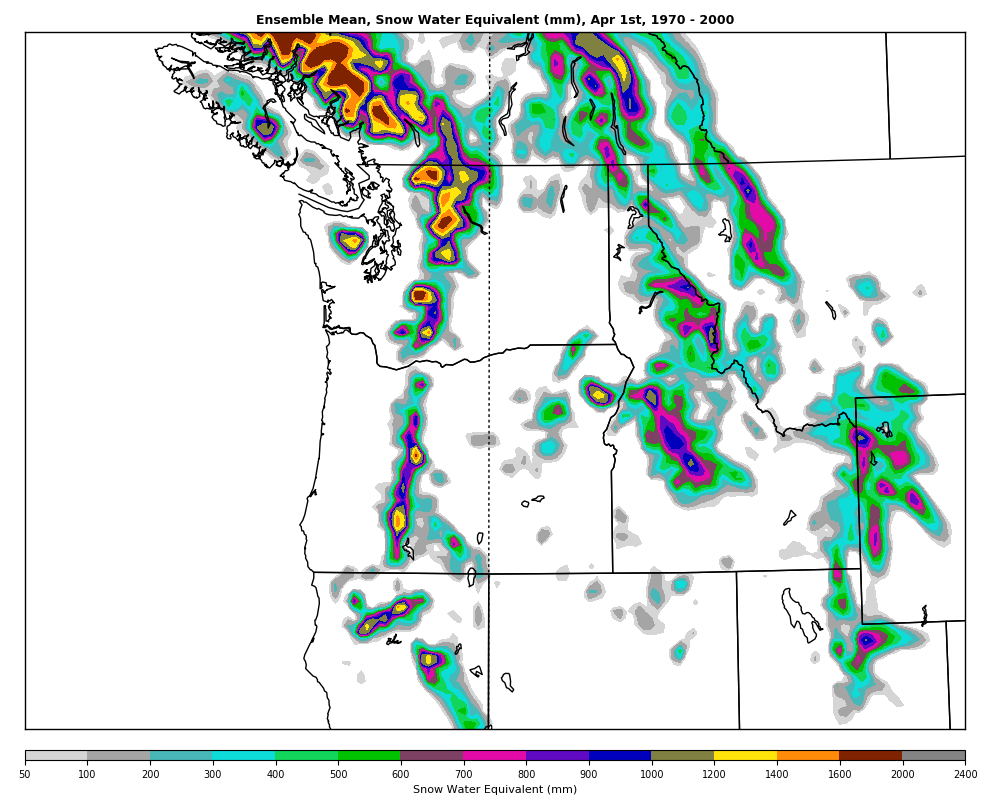 Ensemble Mean, Snow Water Equivalent (mm), Apr 1st, 1970 - 2000
50 100 200 300 400 500 600 700 800 900 1000 1200 1400 1600 2000 2400
Snow Water Equivalent (mm)